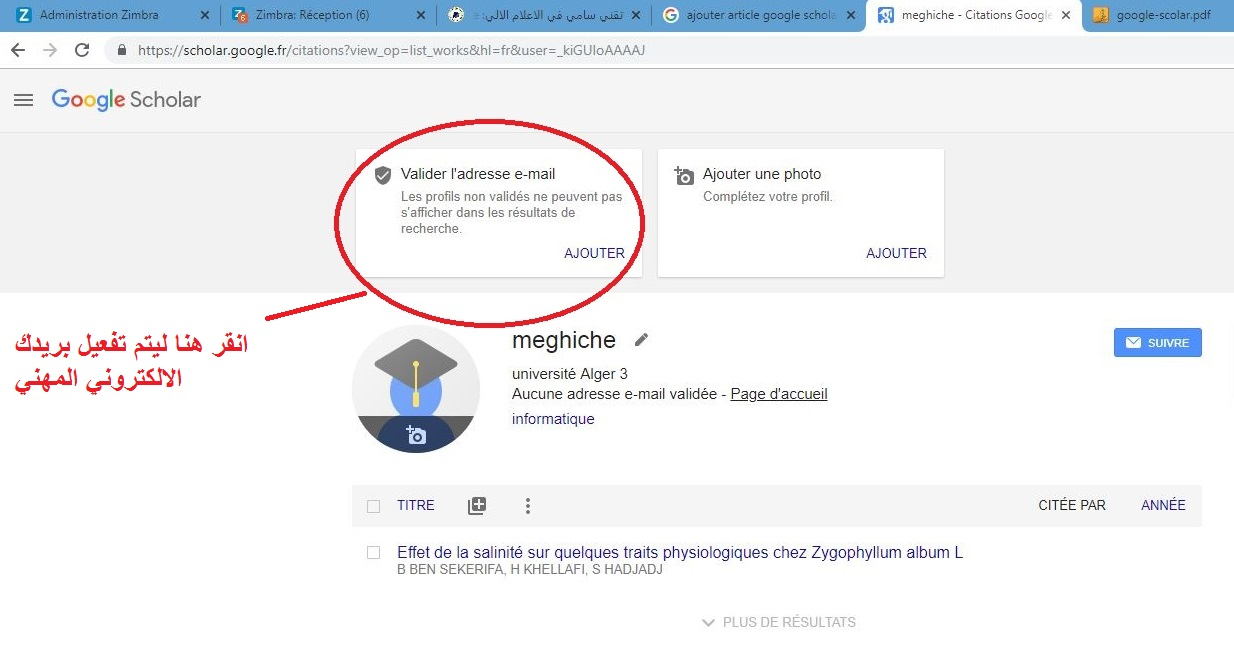 Administration Zimbra
Zimbra: Réception (6)
تقني سامي في الاعلام الالي:
ajouter article google schola
meghiche - Citations Google
google-scolar.pdf
https://scholar.google.fr/citations?view_op=list_works&hl=fr&user=_kiGUIoAAAAJ
Google Scholar
Valider l'adresse e-mail
Les profils non validés ne peuvent pas
s'afficher dans les résultats de
recherche.
AJOUTER
Ajouter une photo
Complétez votre profil.
AJOUTER
انقر هنا ليتم تفعيل بريدك
الالكتروني المهني
meghiche
SUIVRE
université Alger 3
Aucune adresse e-mail validée - Page d'accueil
informatique
TITRE CITÉE PAR ANNÉE
Effet de la salinité sur quelques traits physiologiques chez Zygophyllum album L
B BEN SEKERIFA, H KHELLAFI, S HADJADJ
PLUS DE RÉSULTATS